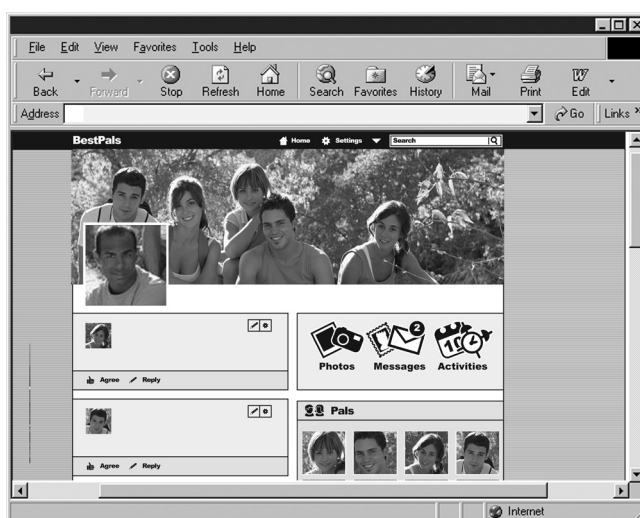 File Edit View Favorites Tools Help
Back Forward Stop Refresh Home Search Favorites History Mail Print Edit
Address Go Links »
BestPals Home Settings Search
2
Photos Messages Activities
Agree Reply
Pals
Agree Reply
Internet